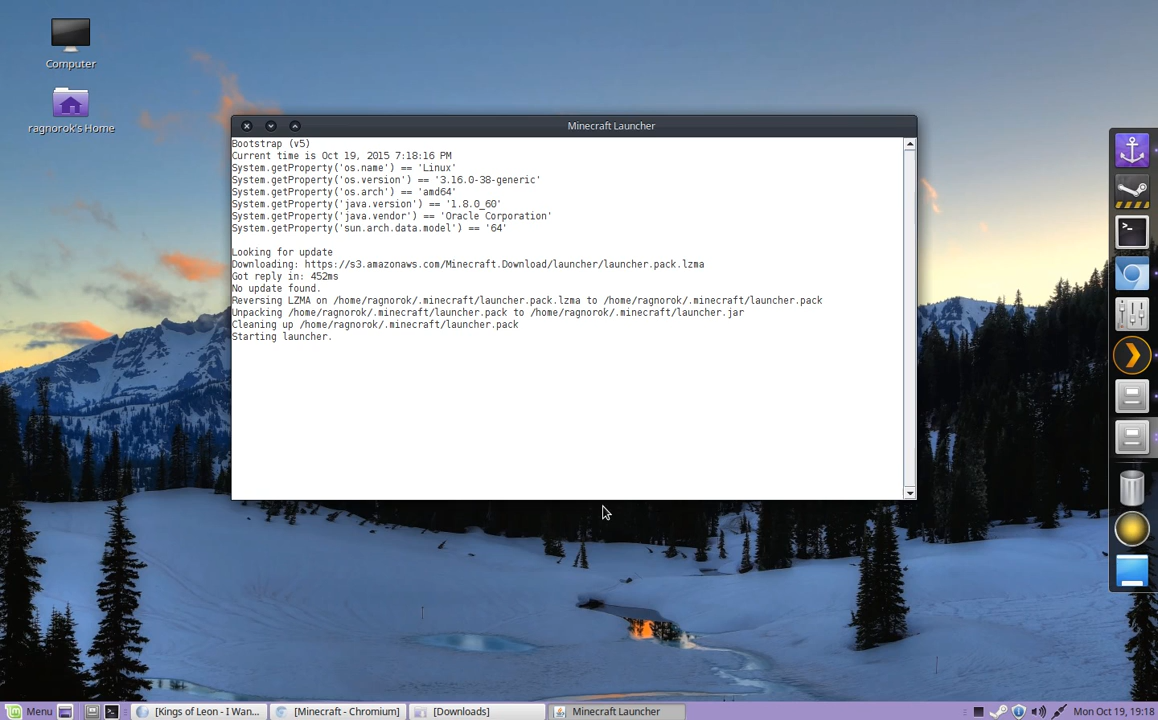 Computer
ragnorok's Home
Minecraft Launcher
Bootstrap (v5)
Current time is Oct 19, 2015 7:18:16 PM
System.getProperty('os.name') == 'Linux'
System.getProperty('os.version') == '3.16.0-38-generic'
System.getProperty('os.arch') == 'amd64'
System.getProperty('java.version') == '1.8.0_60'
System.getProperty('java.vendor') == 'Oracle Corporation'
System.getProperty('sun.arch.data.model') == '64'
Looking for update
Downloading: https://s3.amazonaws.com/Minecraft.Download/launcher/launcher.pack.lzma
Got reply in: 452ms
No update found.
Reversing LZMA on /home/ragnorok/.minecraft/launcher.pack.lzma to /home/ragnorok/.minecraft/launcher.pack
Unpacking /home/ragnorok/.minecraft/launcher.pack to /home/ragnorok/.minecraft/launcher.jar
Cleaning up /home/ragnorok/.minecraft/launcher.pack
Starting launcher.
Menu [Kings of Leon - I Wan... [Minecraft - Chromium] [Downloads] Minecraft Launcher Mon Oct 19, 19:18